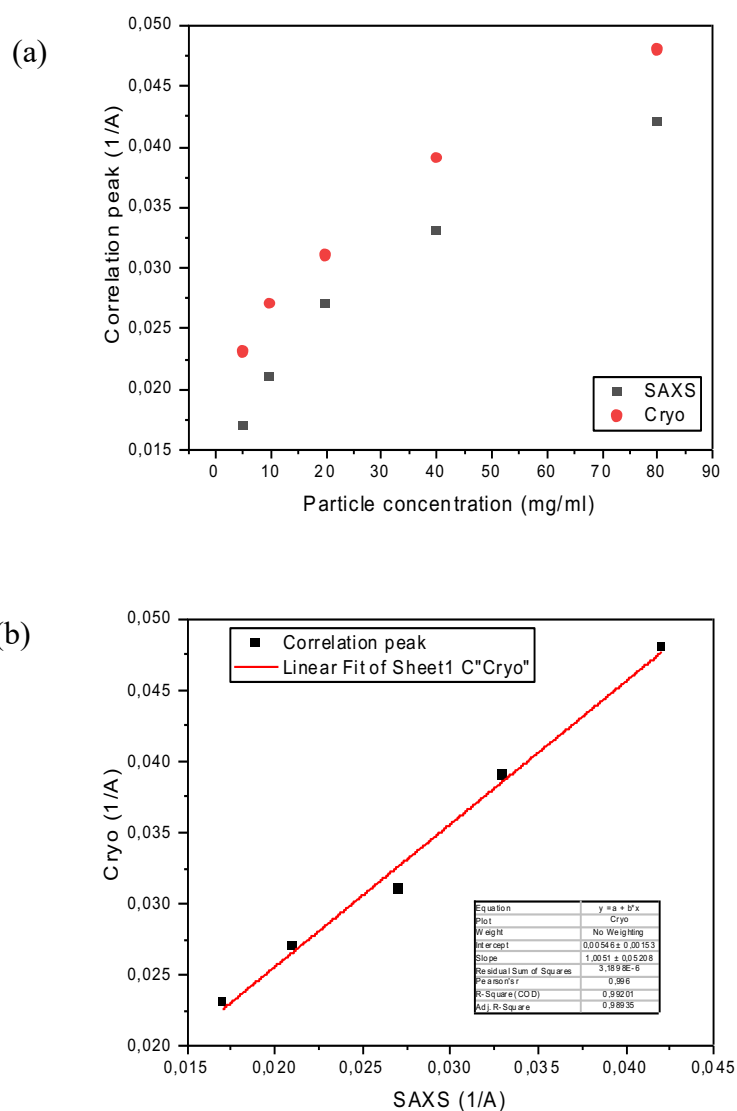 (a)
0,050
0,045
0,040
0,035
0,030
0,025
0,020
0,015
Correlation peak (1/A)
SAXS
Cryo
0 10 20 30 40 50 60 70 80 90
Particle concentration (mg/ml)
(b)
0,050
0,045
0,040
0,035
0,030
0,025
0,020
Cryo (1/A)
Correlation peak
Linear Fit of Sheet1 C"Cryo"
Equation y = a + b*x
Plot Cryo
Weight No Weighting
Intercept 0,00546 ± 0,00153
Slope 1,0051 ± 0,05208
Residual Sum of Squares 3,1898E-6
Pearson's r 0,996
R-Square (COD) 0,99201
Adj. R-Square 0,98935
0,015 0,020 0,025 0,030 0,035 0,040 0,045
SAXS (1/A)